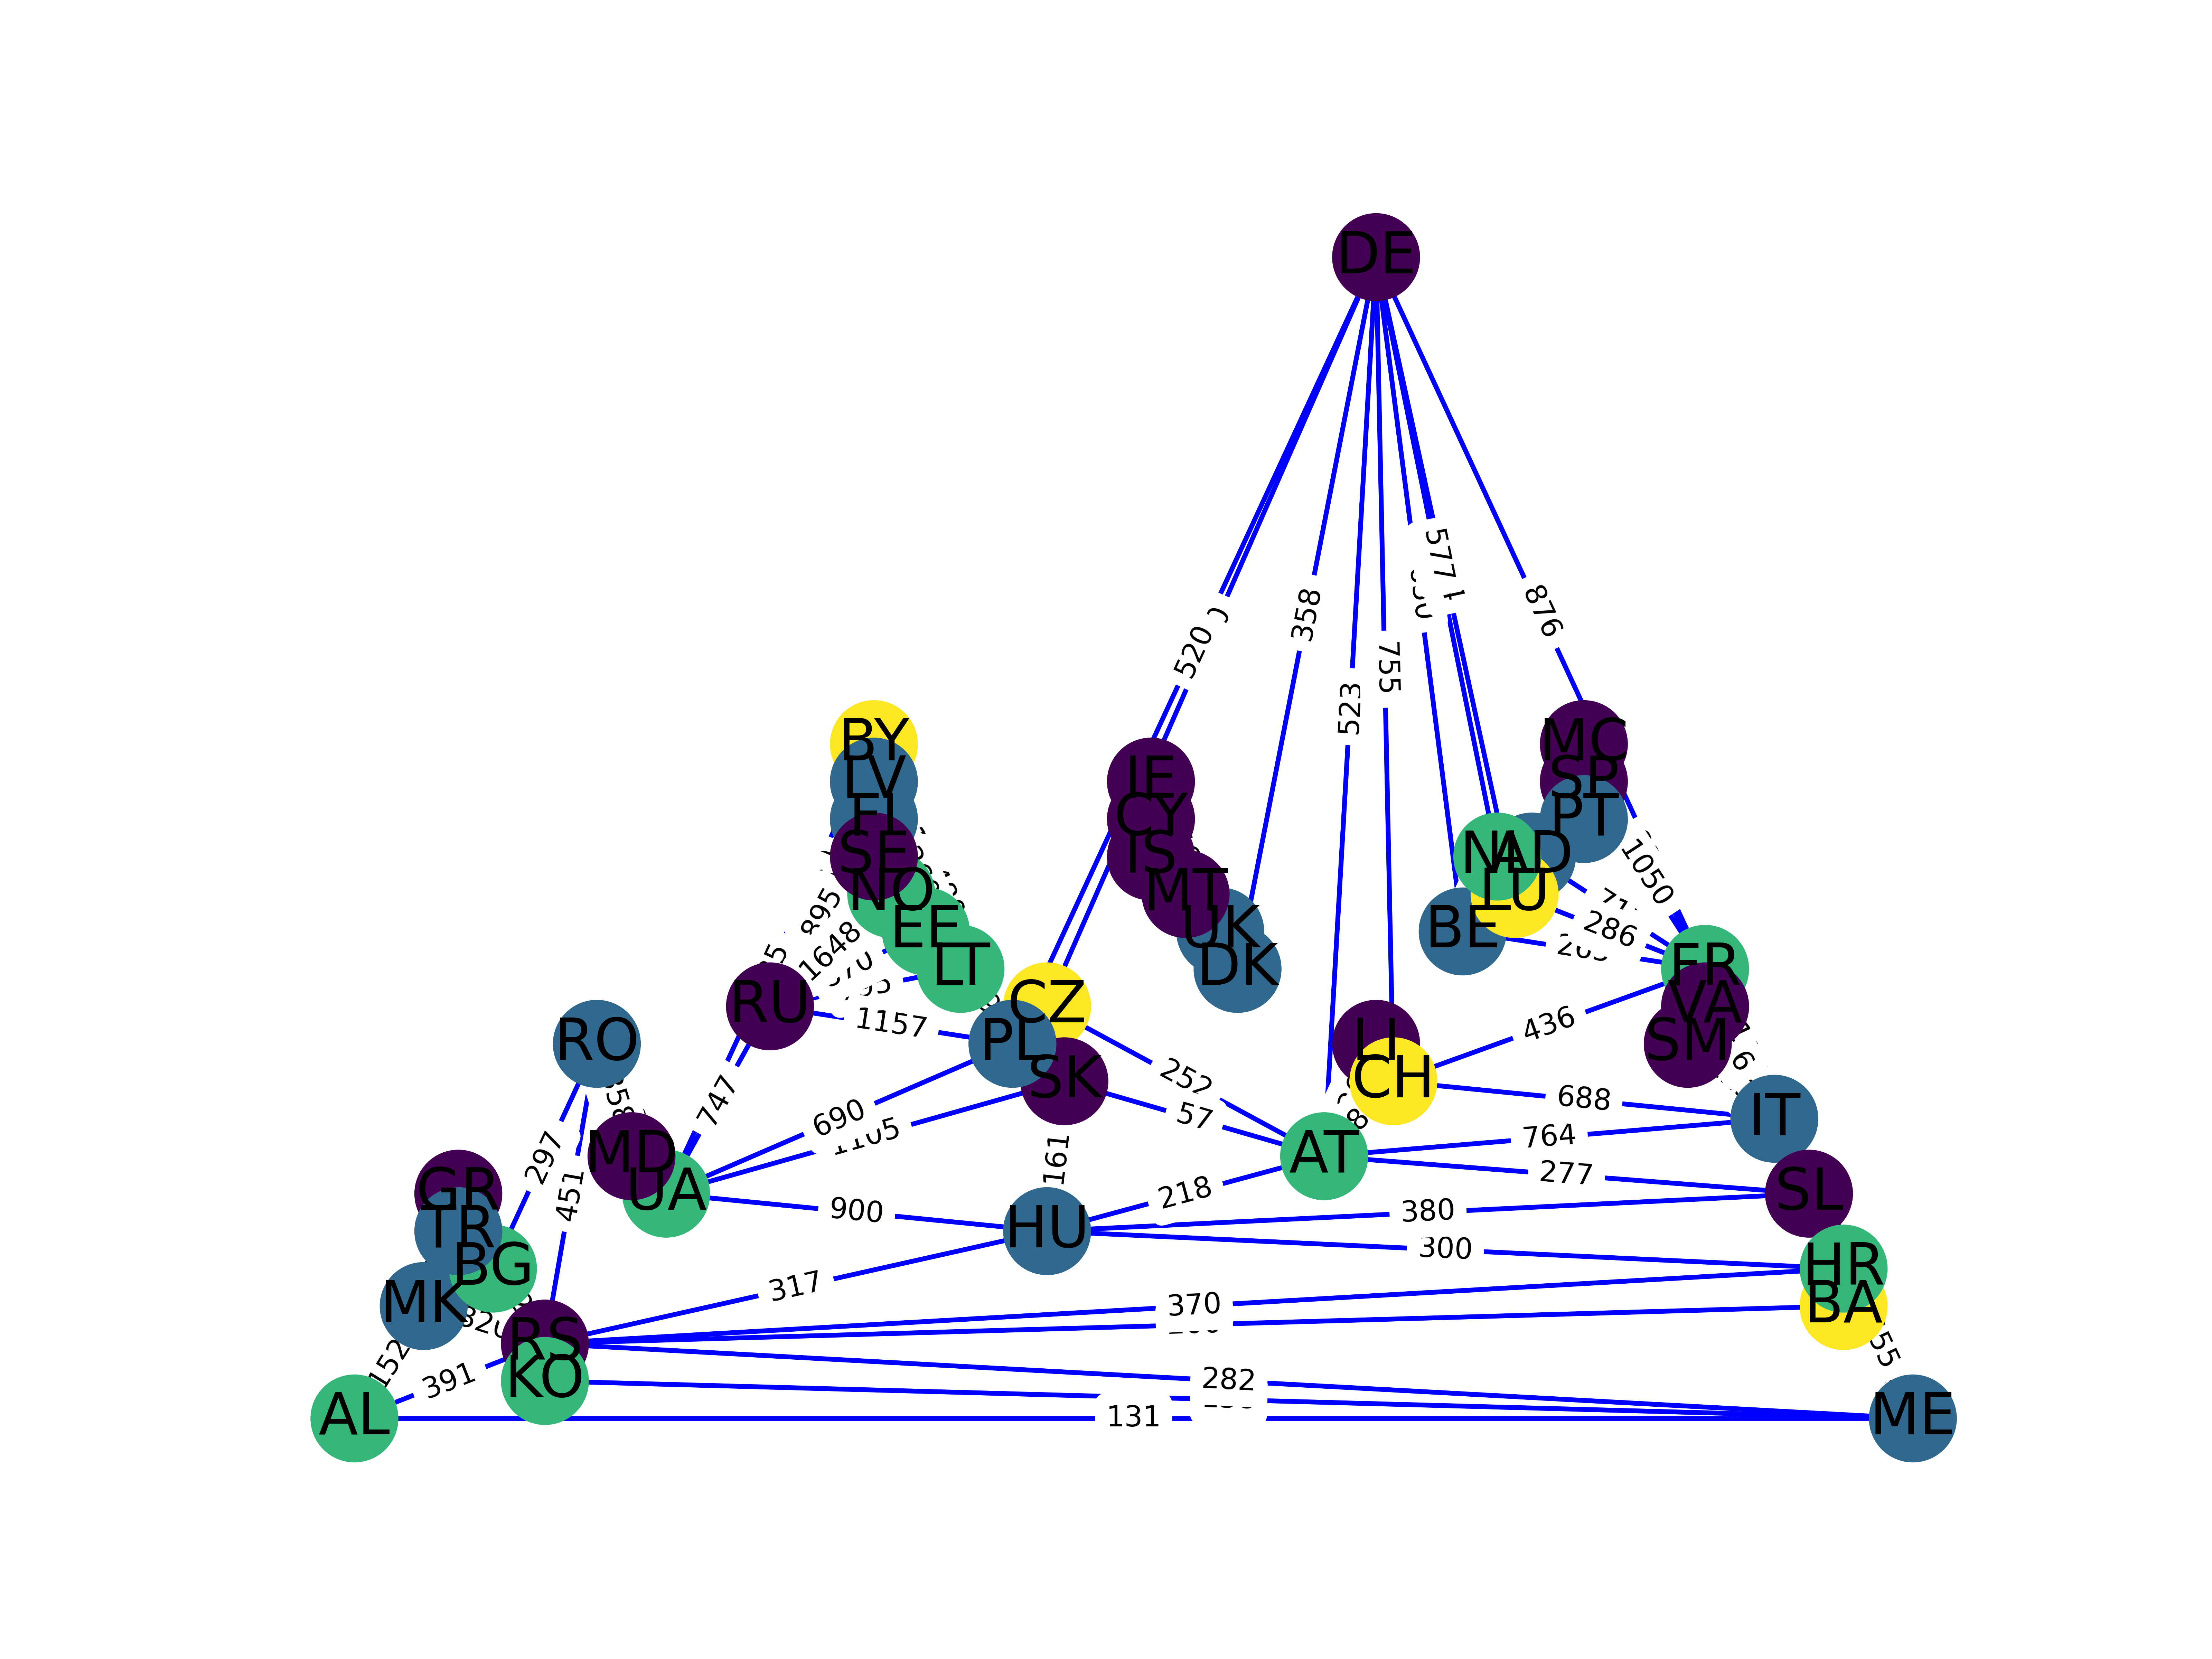 DE
577
358
876
520
755
523
BY
MC
LV
IE
SP
FI
CY
PT
SE
IS
NL
AD
1050
NO
MT
LU
895
286
EE
UK
BE
1648
LT
DK
FR
RU
CZ
VA
1157
436
RO
PL
LI
SM
SK
252
CH
747
688
690
57
IT
764
MD
AT
161
277
GR
UA
218
SL
297
451
900
380
TR
HU
300
BG
317
HR
MK
370
BA
RS
152
391
KO
282
AL
131
ME